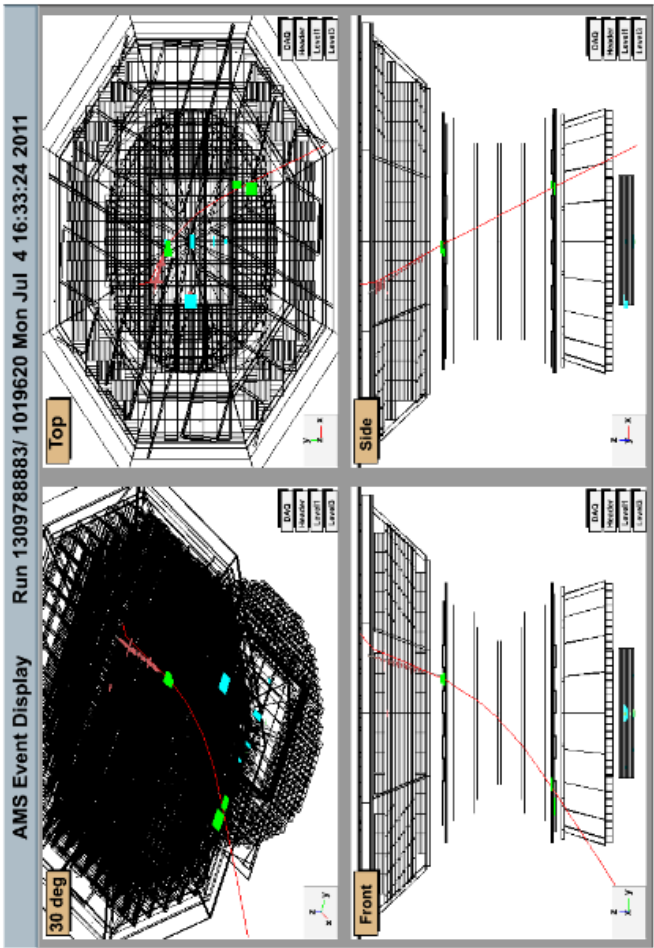 AMS Event Display Run 1309788883/ 1019620 Mon Jul 4 16:33:24 2011
30 deg
DAQ
Header
Level1
Level3
z
y
x
Top
DAQ
Header
Level1
Level3
y
z x
Front
DAQ
Header
Level1
Level3
z
x y
Side
DAQ
Header
Level1
Level3
z
y x